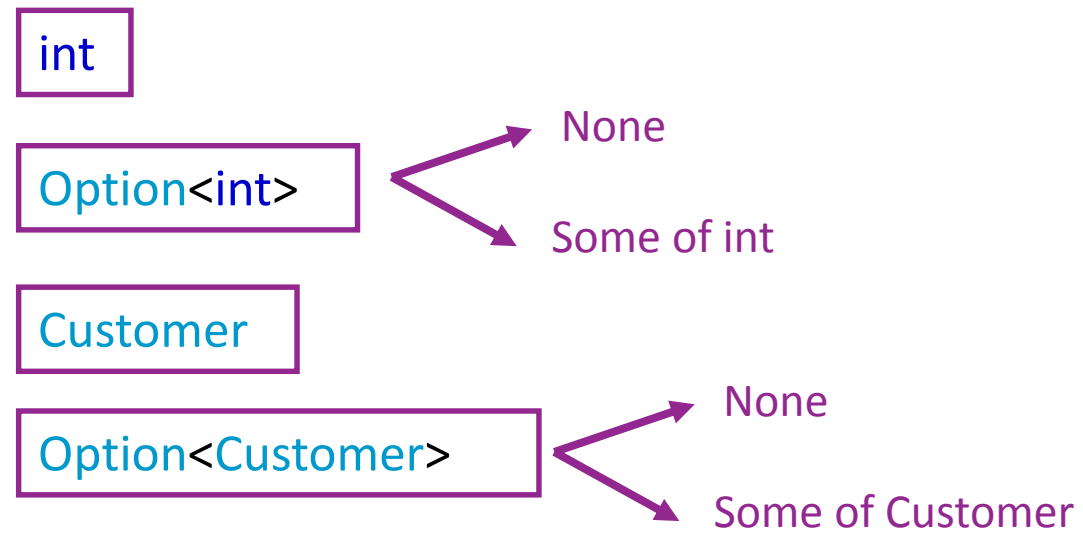 int
None
Option<int>
Some of int
Customer
None
Option<Customer>
Some of Customer